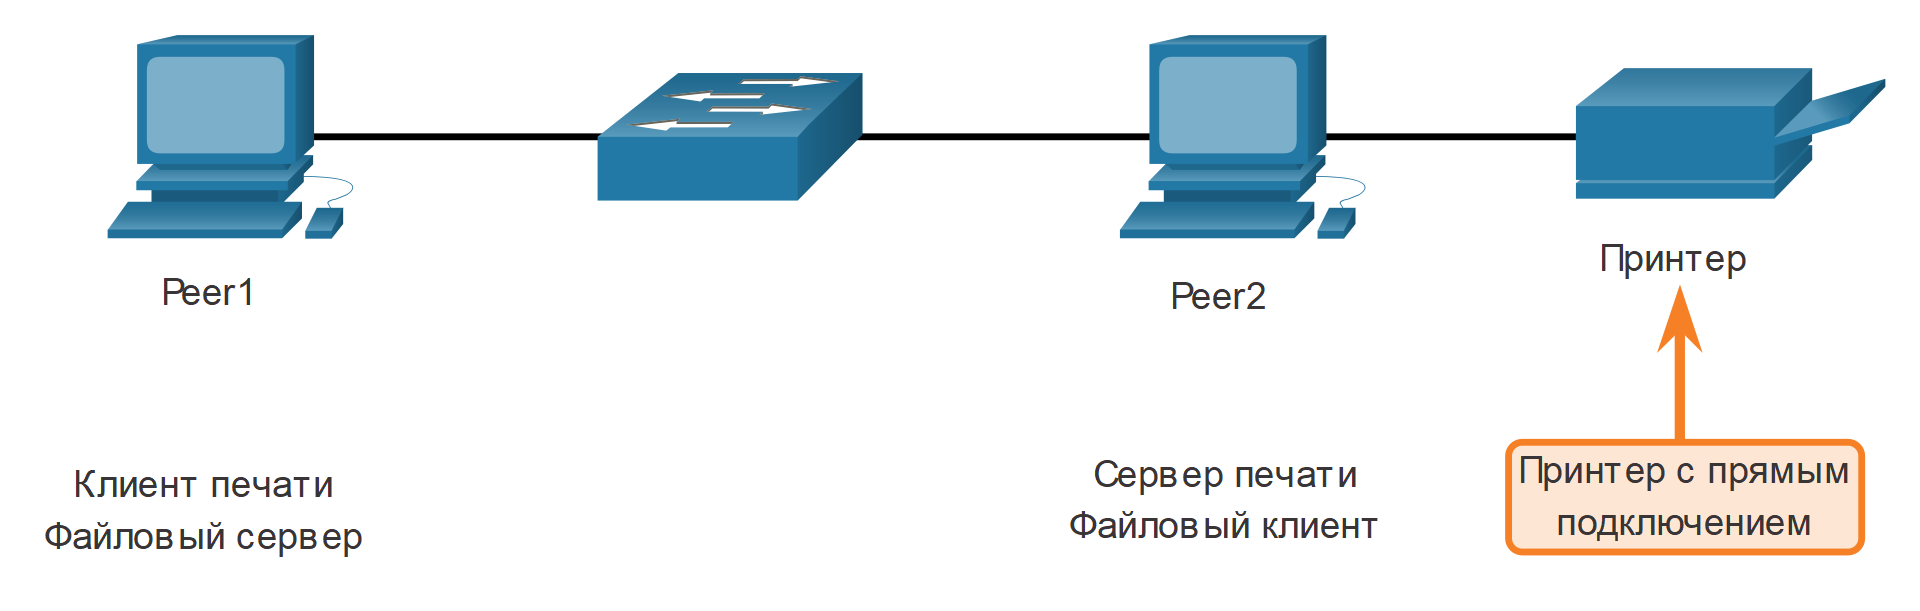 Peer1
Peer2
Принтер
Клиент печати
Файловый сервер
Сервер печати
Файловый клиент
Принтер с прямым
подключением